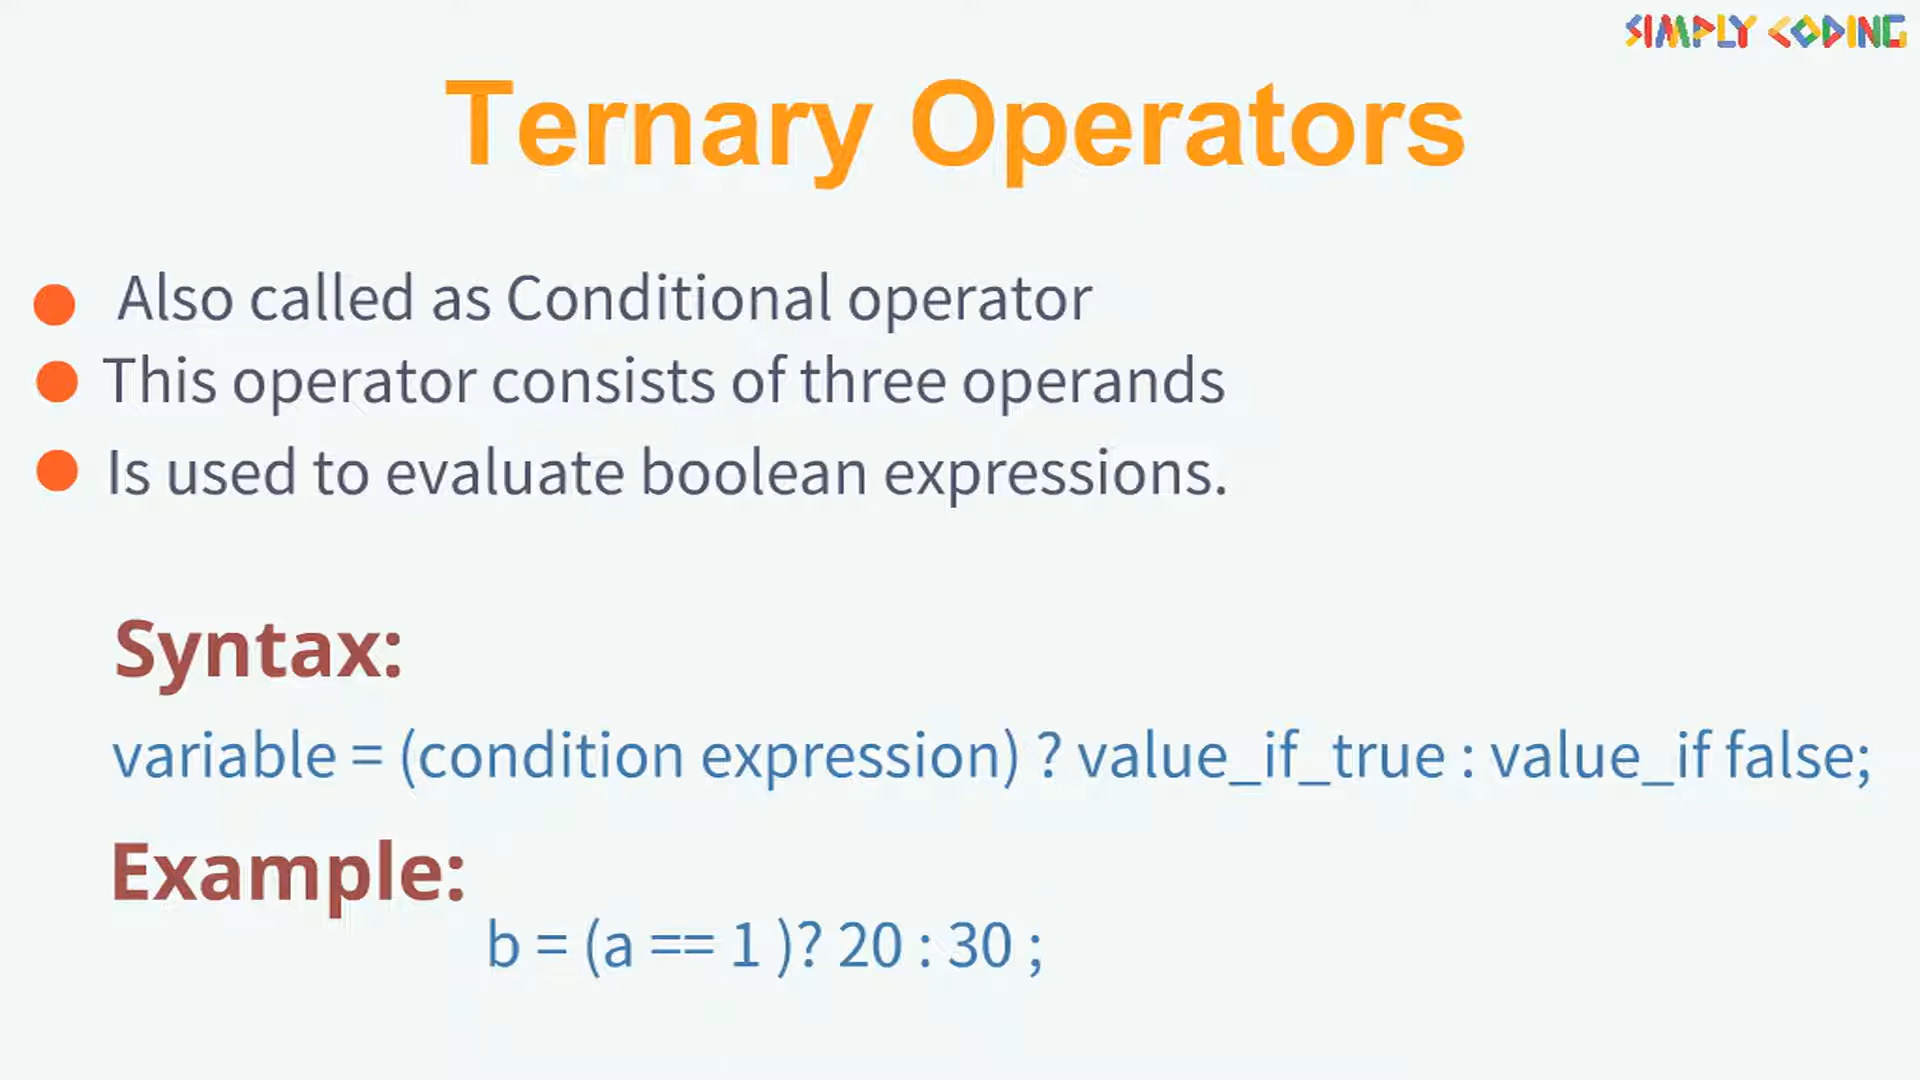 SIMPLY CODING
Ternary Operators
Also called as Conditional operator
This operator consists of three operands
Is used to evaluate boolean expressions.
Syntax:
variable = (condition expression) ? value_if_true : value_if false;
Example:
b = (a == 1 )? 20 : 30 ;